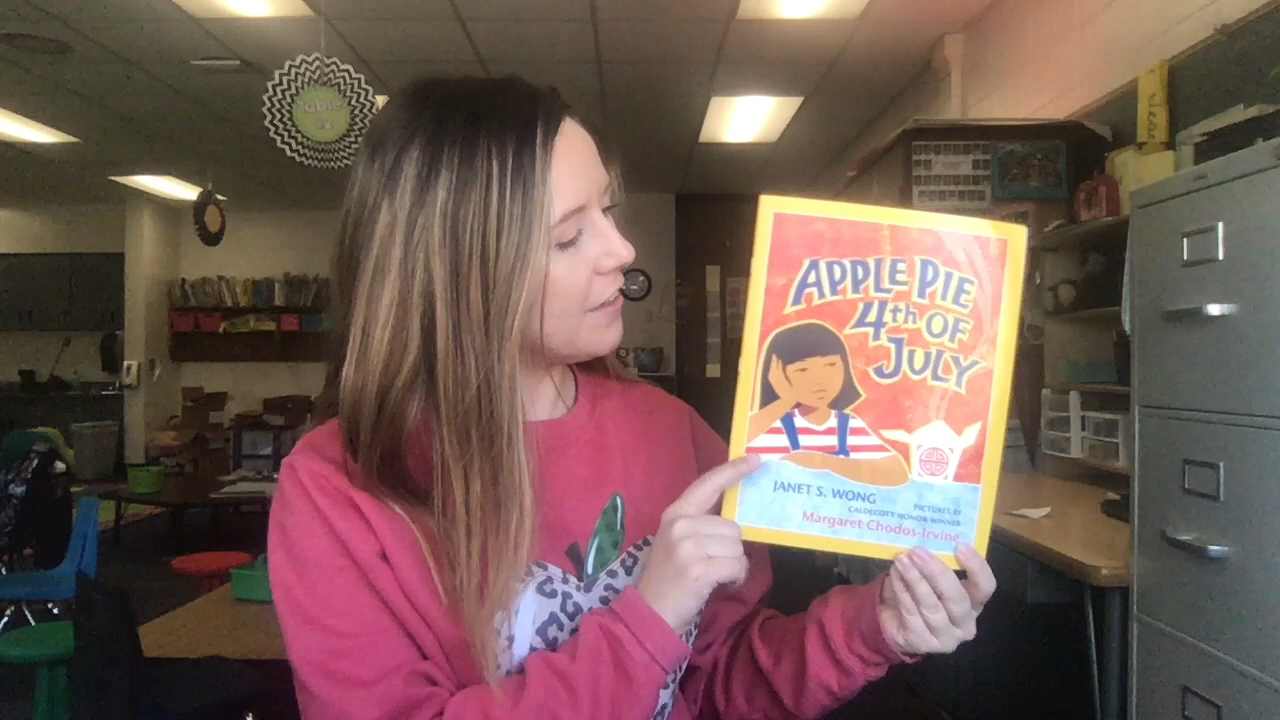 APPLE PIE
4th OF
JULY
JANET S. WONG
PICTURES BY
CALDECOTT HONOR WINNER
Margaret Chodos-Irvine